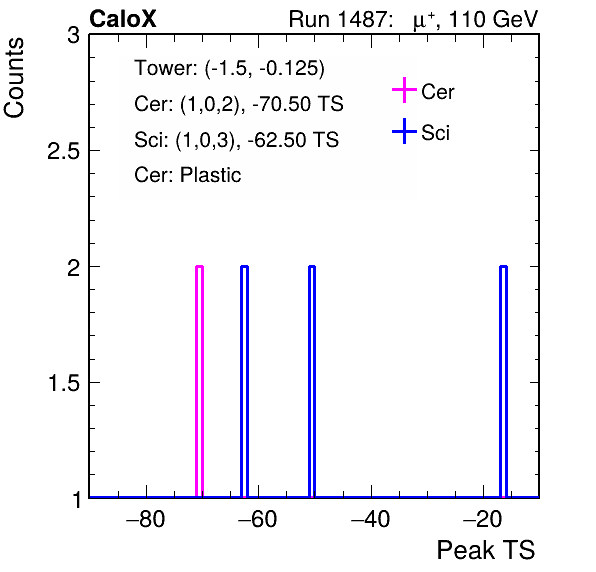 CaloX Run 1487: μ⁺, 110 GeV
Counts
3
2.5
2
1.5
1
Tower: (-1.5, -0.125)
Cer: (1,0,2), -70.50 TS
Sci: (1,0,3), -62.50 TS
Cer: Plastic
Cer
Sci
−80 −60 −40 −20
Peak TS